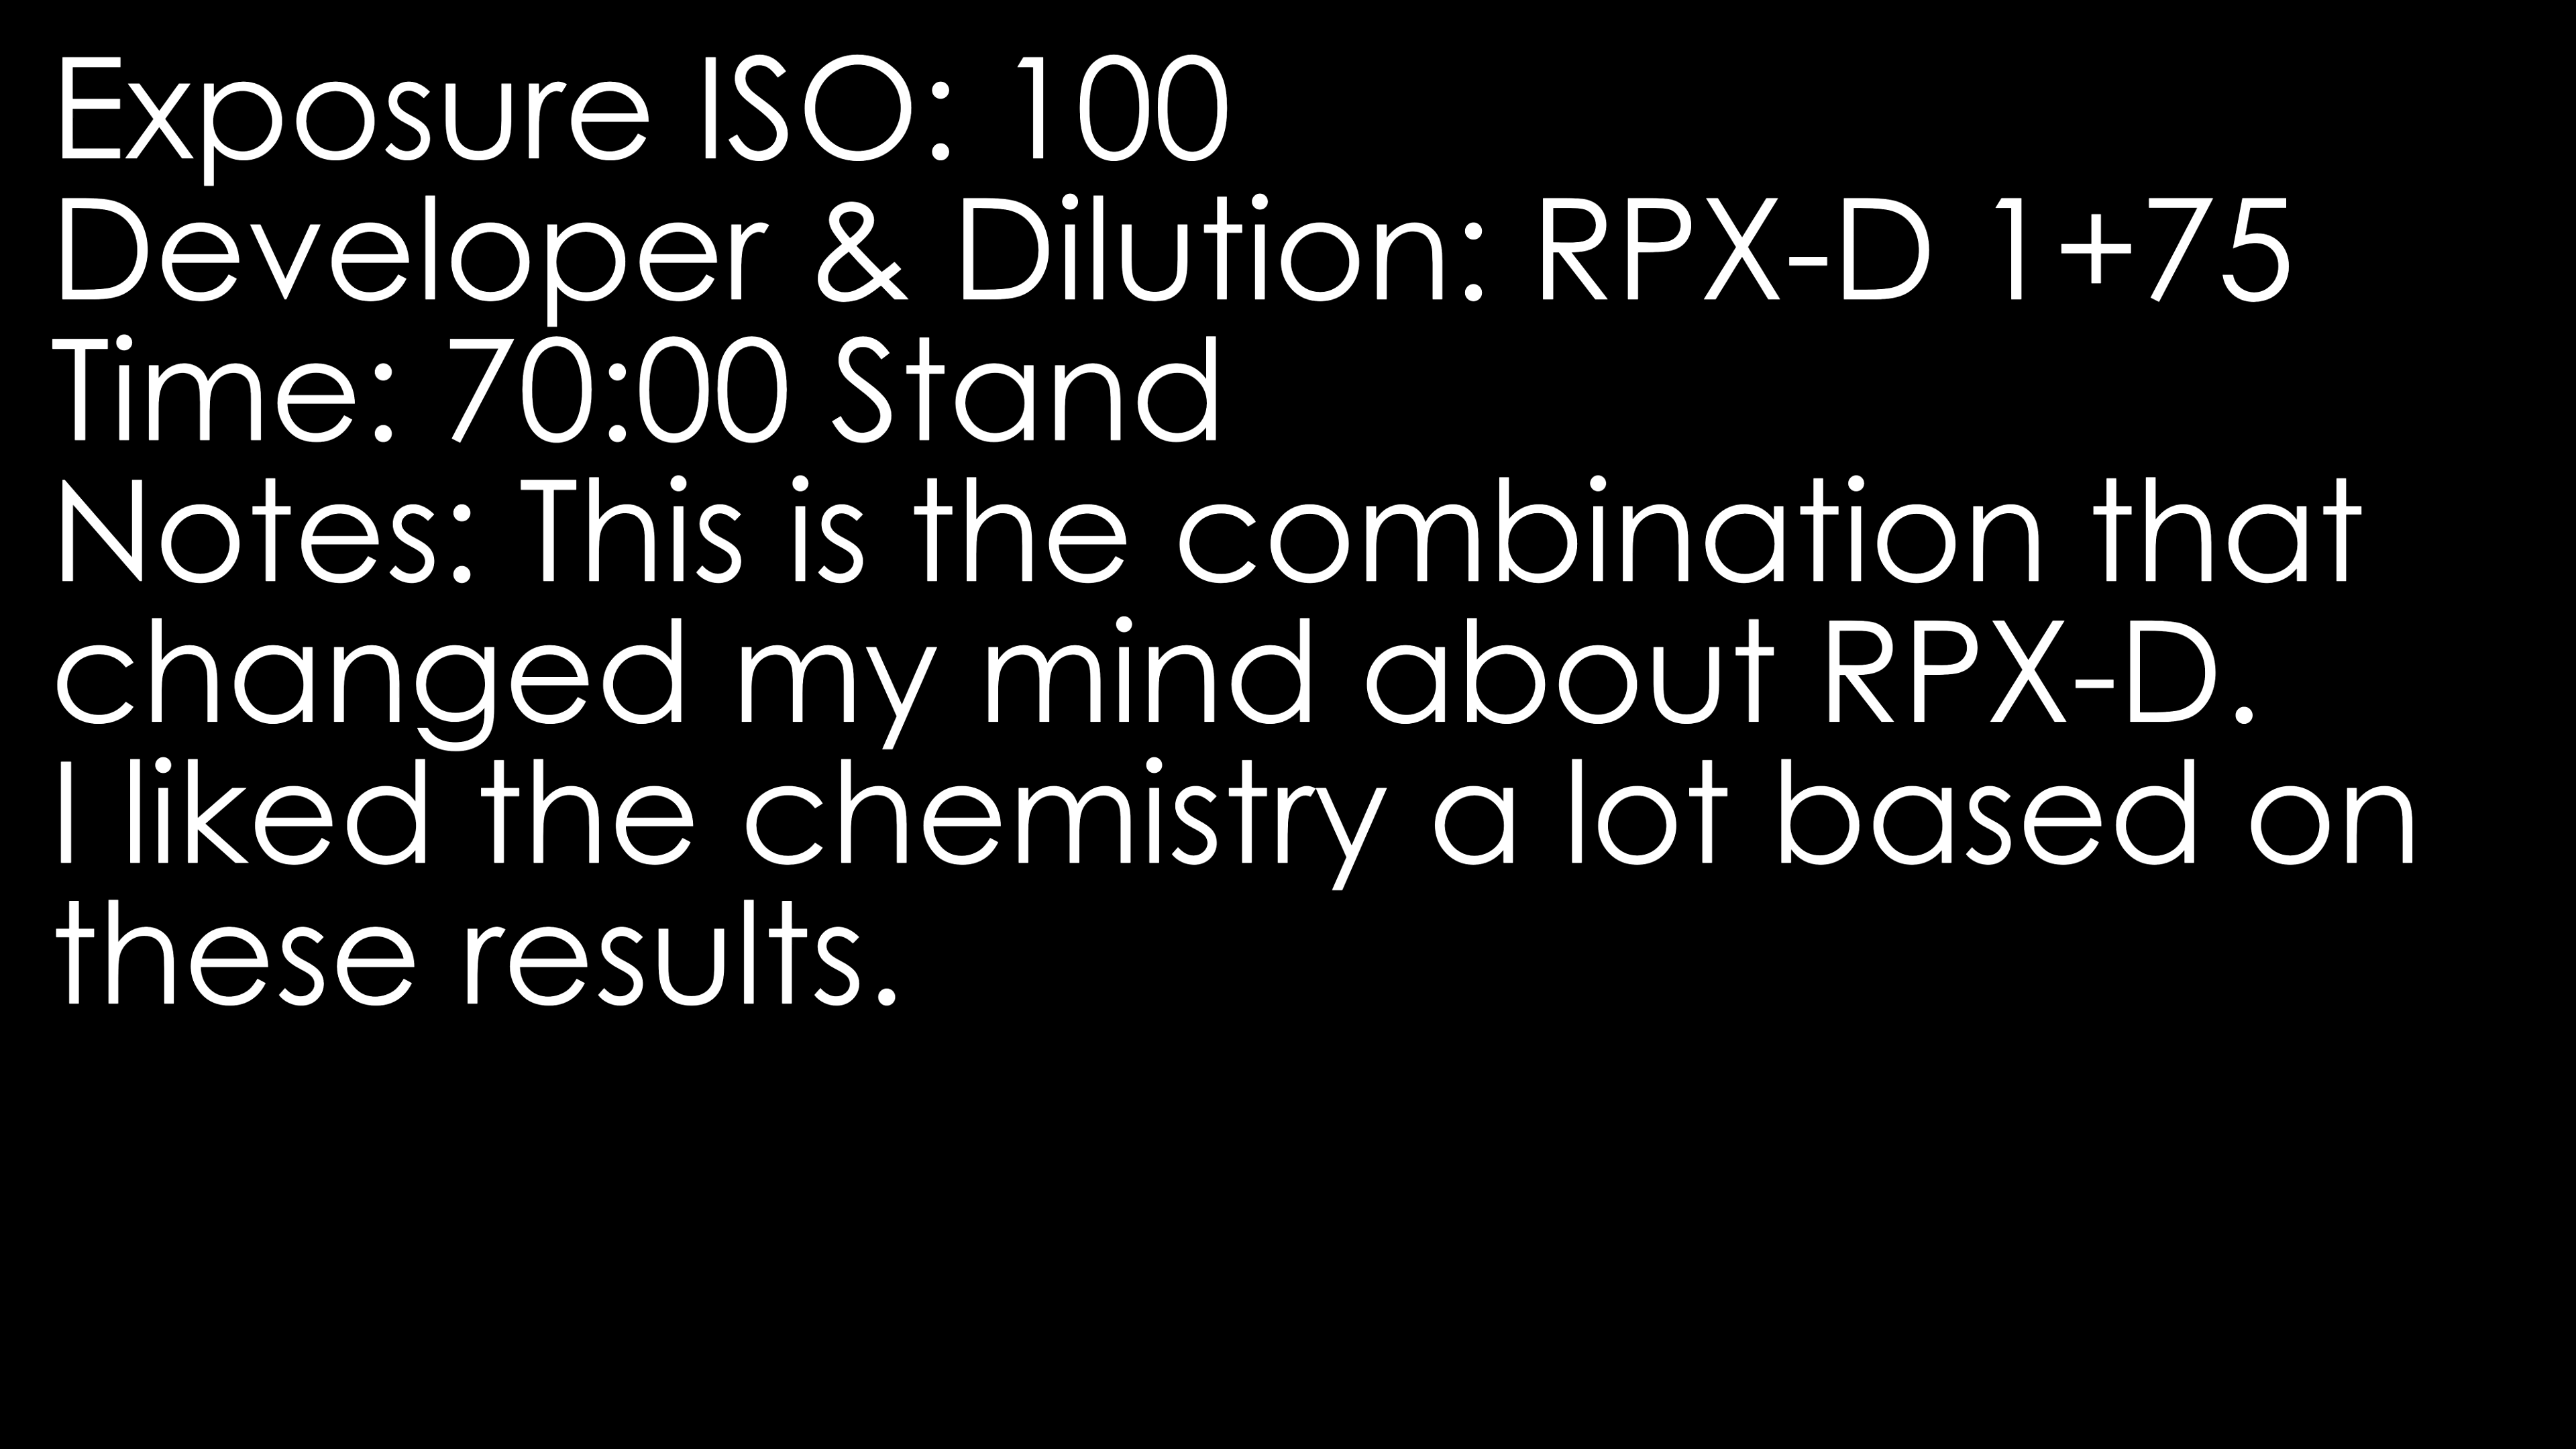 Exposure ISO: 100
Developer & Dilution: RPX-D 1+75
Time: 70:00 Stand
Notes: This is the combination that
changed my mind about RPX-D.
I liked the chemistry a lot based on
these results.